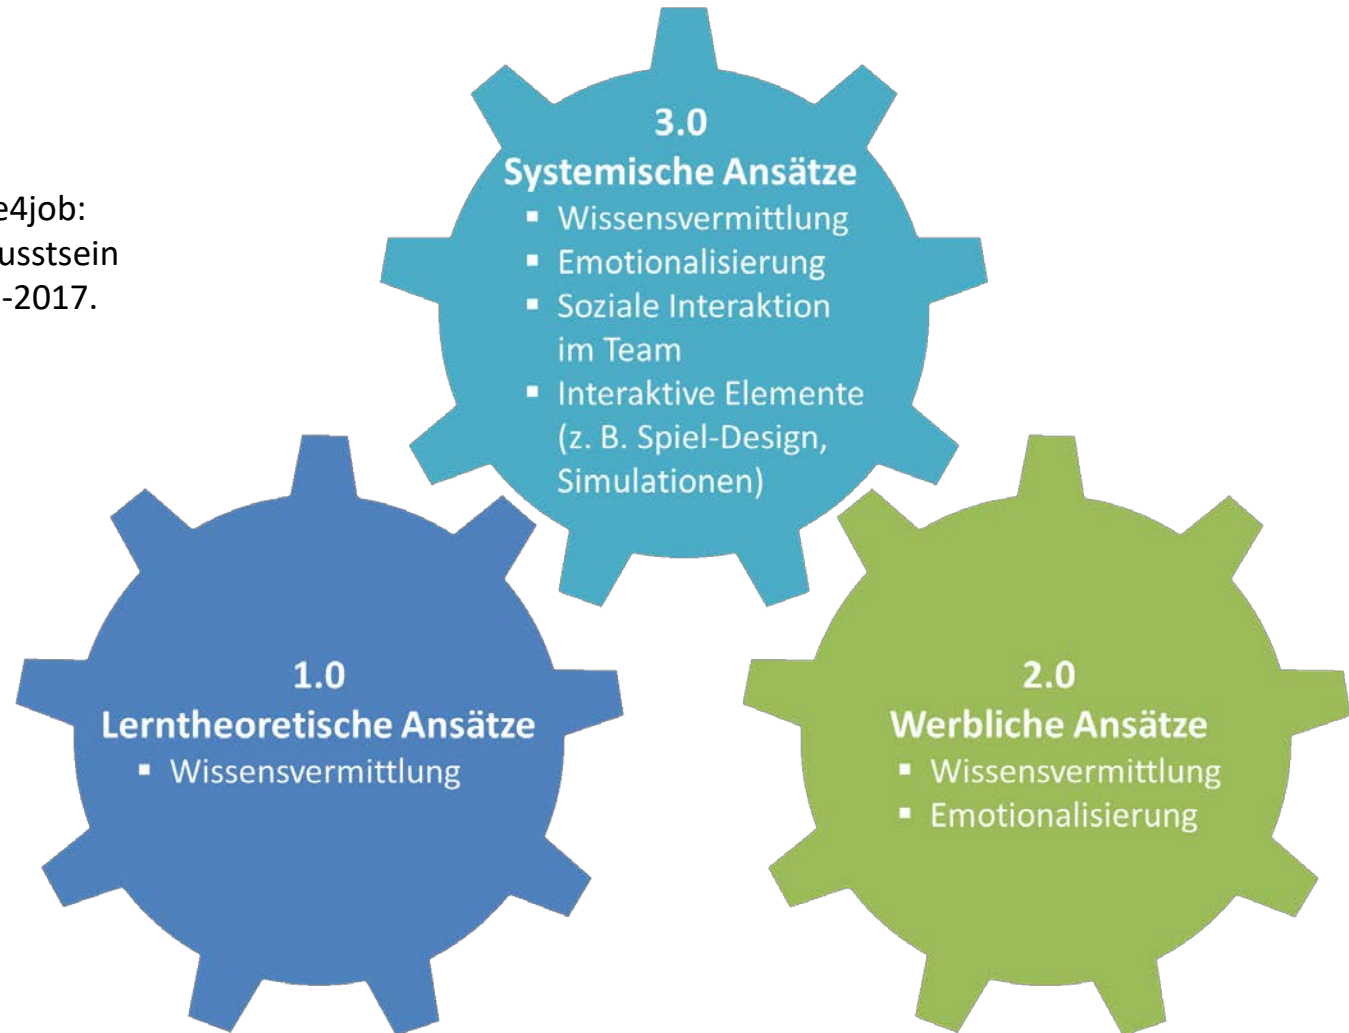 e4job:
usstsein
-2017.
3.0
Systemische Ansätze
▪ Wissensvermittlung
▪ Emotionalisierung
▪ Soziale Interaktion
im Team
▪ Interaktive Elemente
(z. B. Spiel-Design,
Simulationen)
1.0
Lerntheoretische Ansätze
▪ Wissensvermittlung
2.0
Werbliche Ansätze
▪ Wissensvermittlung
▪ Emotionalisierung